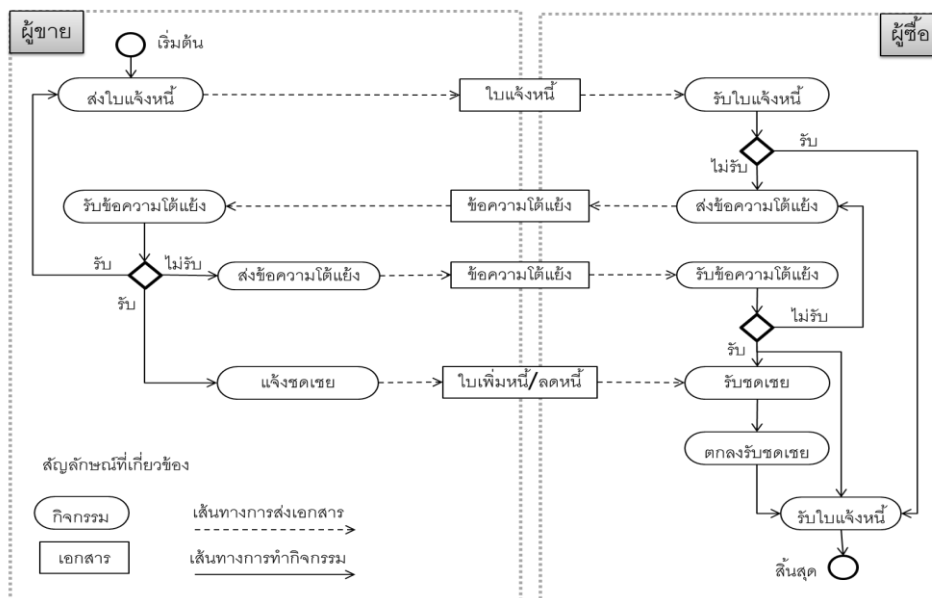 ผู้ขาย
ผู้ซื้อ
เริ่มต้น
ส่งใบแจ้งหนี้
ใบแจ้งหนี้
รับใบแจ้งหนี้
รับ
ไม่รับ
รับข้อความโต้แย้ง
ข้อความโต้แย้ง
ส่งข้อความโต้แย้ง
รับ
ไม่รับ
ส่งข้อความโต้แย้ง
ข้อความโต้แย้ง
รับข้อความโต้แย้ง
รับ
ไม่รับ
รับ
แจ้งชดเชย
ใบเพิ่มหนี้/ลดหนี้
รับชดเชย
ตกลงรับชดเชย
สัญลักษณ์ที่เกี่ยวข้อง
กิจกรรม
เส้นทางการส่งเอกสาร
รับใบแจ้งหนี้
เอกสาร
เส้นทางการทำกิจกรรม
สิ้นสุด